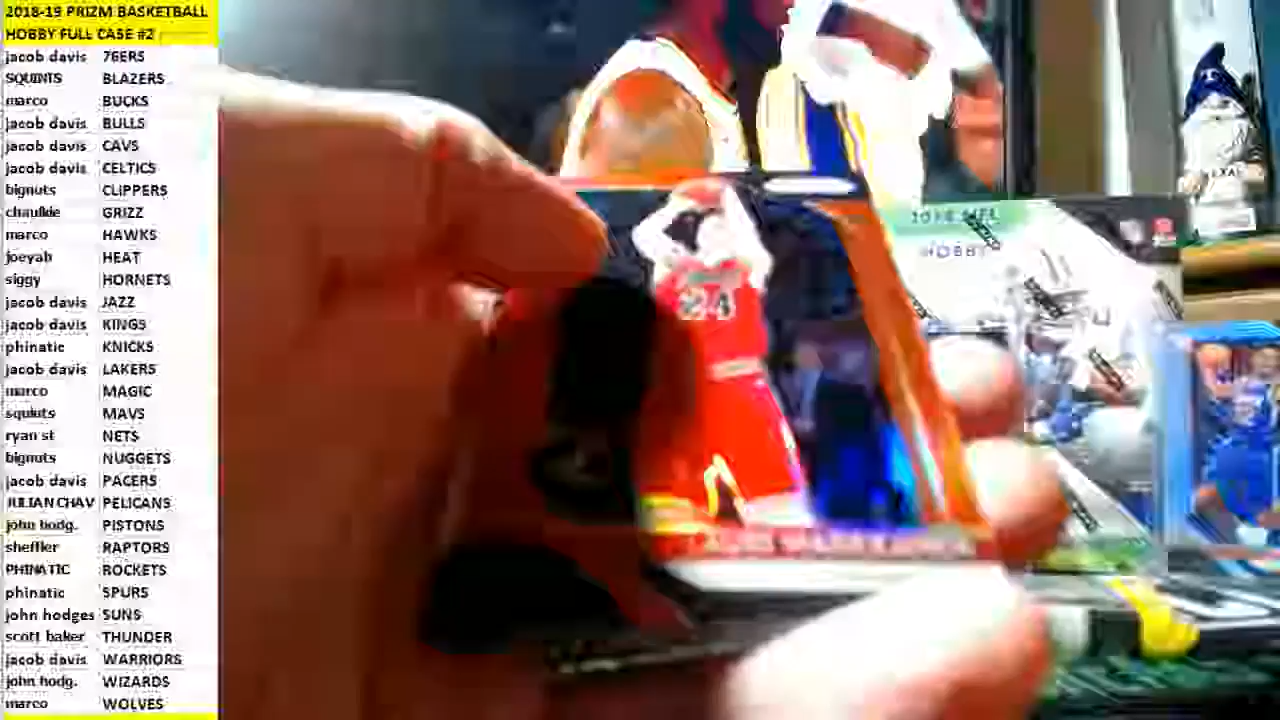 2018-19 PRIZM BASKETBALL
HOBBY FULL CASE #2
jacob davis 76ERS
SQUINTS BLAZERS
marco BUCKS
jacob davis BULLS
jacob davis CAVS
jacob davis CELTICS
bignuts CLIPPERS
chaulkie GRIZZ
marco HAWKS
joeyah HEAT
siggy HORNETS
jacob davis JAZZ
jacob davis KINGS
phinatic KNICKS
jacob davis LAKERS
marco MAGIC
squints MAVS
ryan st NETS
bignuts NUGGETS
jacob davis PACERS
JULIAN CHAV PELICANS
john hodg. PISTONS
sheffler RAPTORS
PHINATIC ROCKETS
phinatic SPURS
john hodges SUNS
scott baker THUNDER
jacob davis WARRIORS
john hodg. WIZARDS
marco WOLVES
24
HOBBY